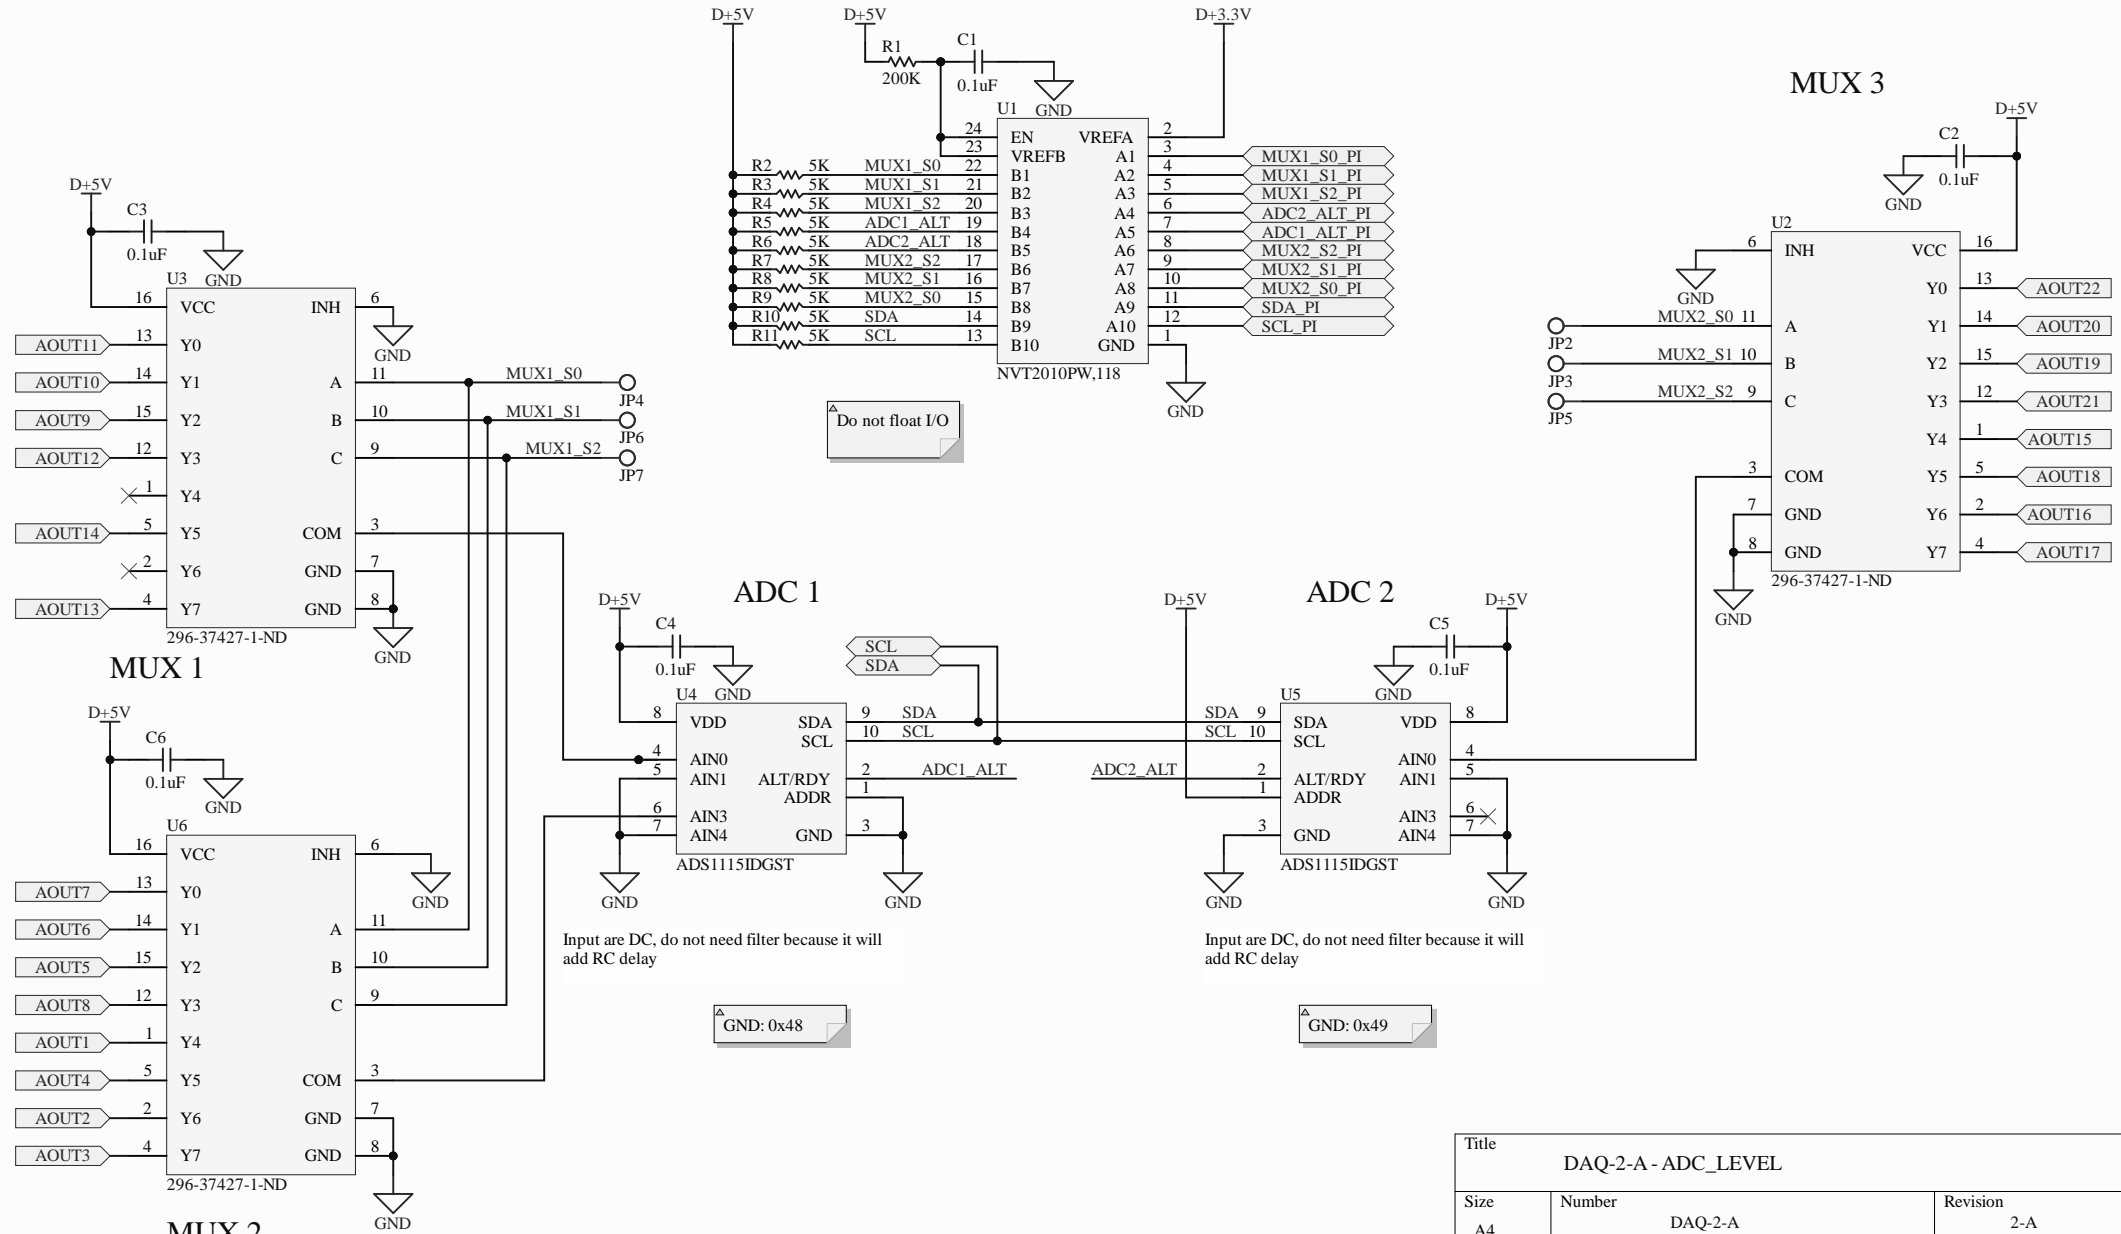 D+5V
D+5V
D+3.3V
R1
200K
C1
0.1uF
GND
U1
24 EN VREFA 2
23 VREFB A1 3 MUX1_S0_PI
R2 5K MUX1_S0 22 B1 A2 4 MUX1_S1_PI
R3 5K MUX1_S1 21 B2 A3 5 MUX1_S2_PI
R4 5K MUX1_S2 20 B3 A4 6 ADC2_ALT_PI
R5 5K ADC1_ALT 19 B4 A5 7 ADC1_ALT_PI
R6 5K ADC2_ALT 18 B5 A6 8 MUX2_S2_PI
R7 5K MUX2_S2 17 B6 A7 9 MUX2_S1_PI
R8 5K MUX2_S1 16 B7 A8 10 MUX2_S0_PI
R9 5K MUX2_S0 15 B8 A9 11 SDA_PI
R10 5K SDA 14 B9 A10 12 SCL_PI
R11 5K SCL 13 B10 GND 1
NVT2010PW,118
GND
Do not float I/O
MUX 3
D+5V
C2
0.1uF
GND
U2
6 INH VCC 16
GND
Y0 13 AOUT22
JP2 MUX2_S0 11 A Y1 14 AOUT20
JP3 MUX2_S1 10 B Y2 15 AOUT19
JP5 MUX2_S2 9 C Y3 12 AOUT21
Y4 1 AOUT15
3 COM Y5 5 AOUT18
7 GND Y6 2 AOUT16
8 GND Y7 4 AOUT17
296-37427-1-ND
GND
D+5V
C3
0.1uF
GND
U3
16 VCC INH 6
GND
AOUT11 13 Y0
AOUT10 14 Y1 A 11 MUX1_S0 JP4
AOUT9 15 Y2 B 10 MUX1_S1 JP6
AOUT12 12 Y3 C 9 MUX1_S2 JP7
1 Y4
AOUT14 5 Y5 COM 3
2 Y6 GND 7
AOUT13 4 Y7 GND 8
296-37427-1-ND
GND
MUX 1
D+5V
C6
0.1uF
GND
U6
16 VCC INH 6
GND
AOUT7 13 Y0
AOUT6 14 Y1 A 11
AOUT5 15 Y2 B 10
AOUT8 12 Y3 C 9
AOUT1 1 Y4
AOUT4 5 Y5 COM 3
AOUT2 2 Y6 GND 7
AOUT3 4 Y7 GND 8
296-37427-1-ND
GND
MUX 2
ADC 1
D+5V
C4
0.1uF
GND
SCL
SDA
U4
8 VDD SDA 9 SDA
SCL 10 SCL
4 AIN0
5 AIN1 ALT/RDY 2 ADC1_ALT
ADDR 1
6 AIN3
7 AIN4 GND 3
ADS1115IDGST
GND
GND
Input are DC, do not need filter because it will
add RC delay
GND: 0x48
ADC 2
D+5V
D+5V
C5
0.1uF
GND
U5
SDA 9 SDA VDD 8
SCL 10 SCL
AIN0 4
ADC2_ALT 2 ALT/RDY AIN1 5
1 ADDR
AIN3 6
3 GND AIN4 7
ADS1115IDGST
GND
GND
Input are DC, do not need filter because it will
add RC delay
GND: 0x49
Title
DAQ-2-A - ADC_LEVEL
Size Number Revision
A4 DAQ-2-A 2-A